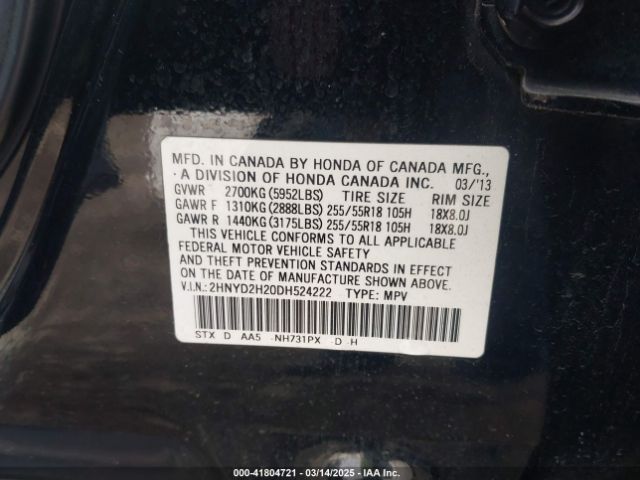 MFD. IN CANADA BY HONDA OF CANADA MFG.,
A DIVISION OF HONDA CANADA INC. 03/'13
GVWR 2700KG (5952LBS) TIRE SIZE RIM SIZE
GAWR F 1310KG (2888LBS) 255/55R18 105H 18X8.0J
GAWR R 1440KG (3175LBS) 255/55R18 105H 18X8.0J
THIS VEHICLE CONFORMS TO ALL APPLICABLE
FEDERAL MOTOR VEHICLE SAFETY
AND THEFT PREVENTION STANDARDS IN EFFECT
ON THE DATE OF MANUFACTURE SHOWN ABOVE.
V.I.N.: 2HNYD2H20DH524222 TYPE: MPV
STX D AA5 -NH731PX -D-H
000-41804721 - 03/14/2025 - IAAI.COM